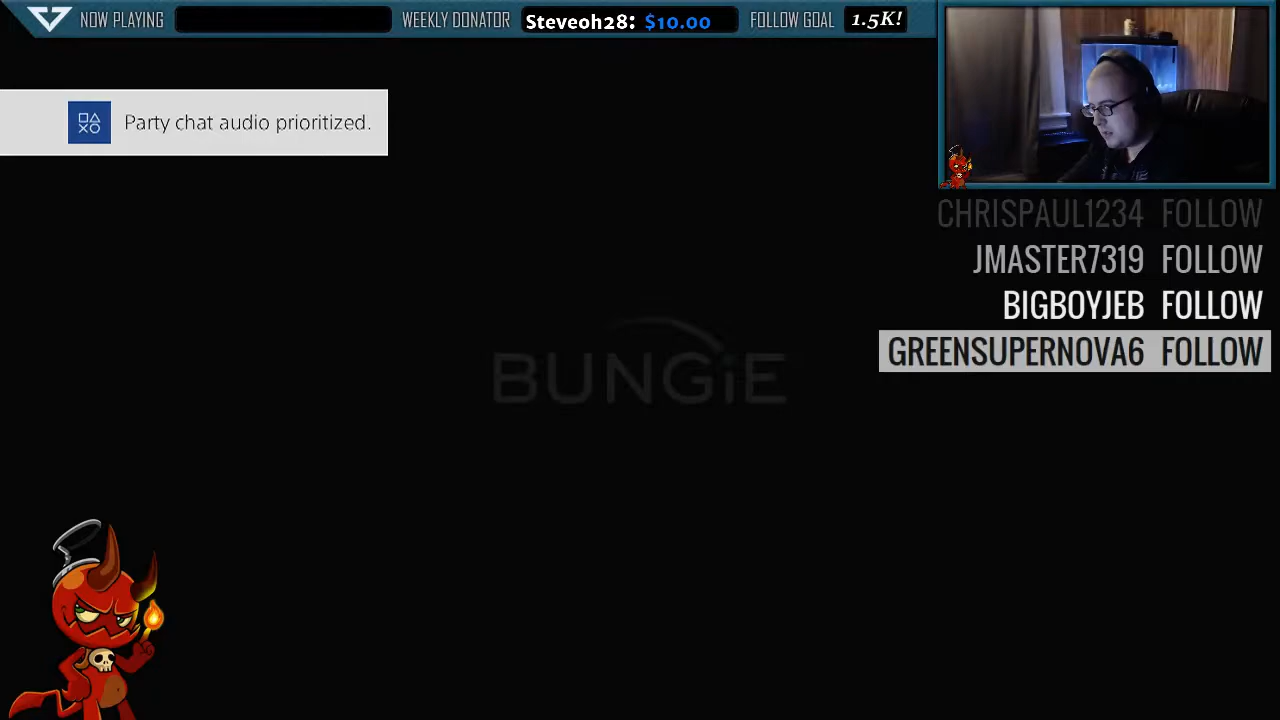 NOW PLAYING WEEKLY DONATOR Steveoh28: $10.00 FOLLOW GOAL 1.5K!
Party chat audio prioritized.
CHRISPAUL1234 FOLLOW
JMASTER7319 FOLLOW
BIGBOYJEB FOLLOW
GREENSUPERNOVA6 FOLLOW
BUNGiE